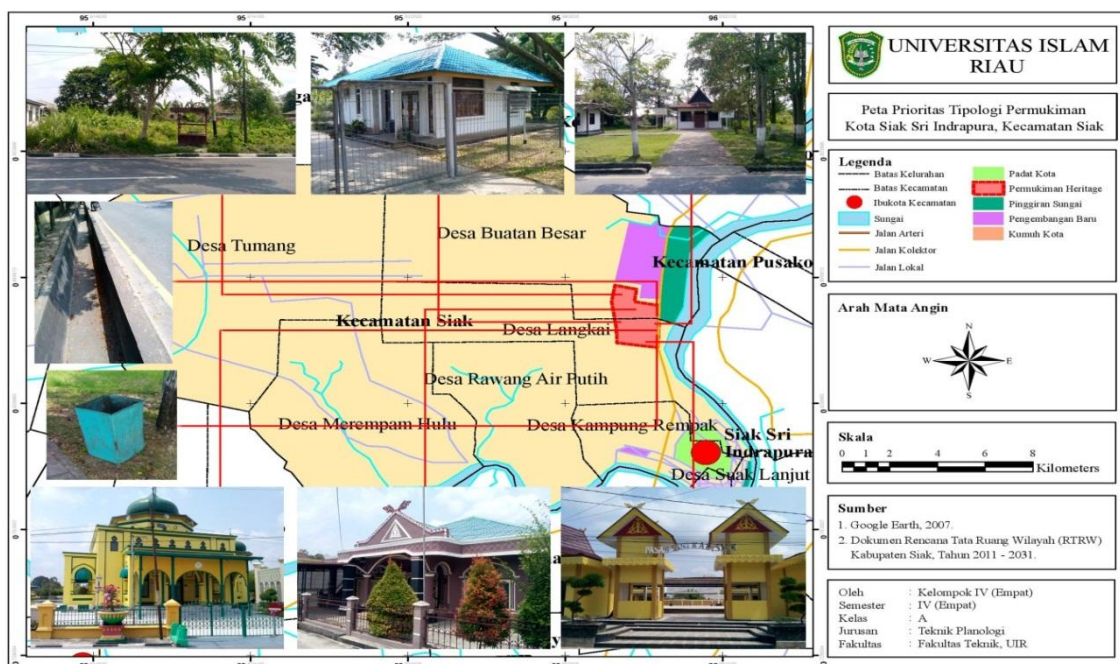 Desa Tumang
Desa Buatan Besar
Kecamatan Pusako
Kecamatan Siak
Desa Langkai
Desa Rawang Air Putih
Desa Merempam Hulu
Desa Kampung Rempak
Siak Sri
Indrapura
Desa Suak Lanjut
UNIVERSITAS ISLAM
RIAU
Peta Prioritas Tipologi Permukiman
Kota Siak Sri Indrapura, Kecamatan Siak
Legenda
Batas Kelurahan
Batas Kecamatan
Ibukota Kecamatan
Sungai
Jalan Arteri
Jalan Kolektor
Jalan Lokal
Padat Kota
Permukiman Heritage
Pinggiran Sungai
Pengembangan Baru
Kumuh Kota
Arah Mata Angin
N
W E
S
Skala
0 1 2 4 6 8
Kilometers
Sumber
1. Google Earth, 2007.
2. Dokumen Rencana Tata Ruang Wilayah (RTRW)
Kabupaten Siak, Tahun 2011 - 2031.
Oleh : Kelompok IV (Empat)
Semester : IV (Empat)
Kelas : A
Jurusan : Teknik Planologi
Fakultas : Fakultas Teknik, UIR